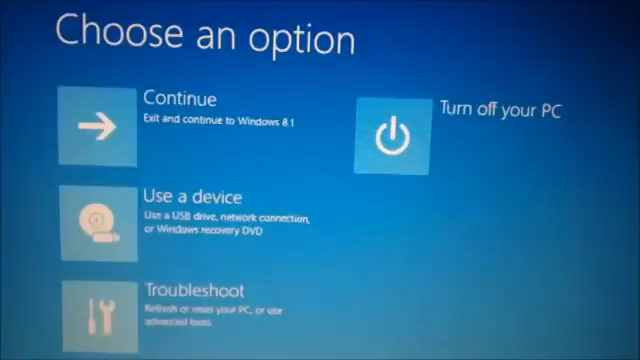 Choose an option
Continue
Exit and continue to Windows 8.1
Turn off your PC
Use a device
Use a USB drive, network connection,
or Windows recovery DVD
Troubleshoot
Refresh or reset your PC, or use
advanced tools